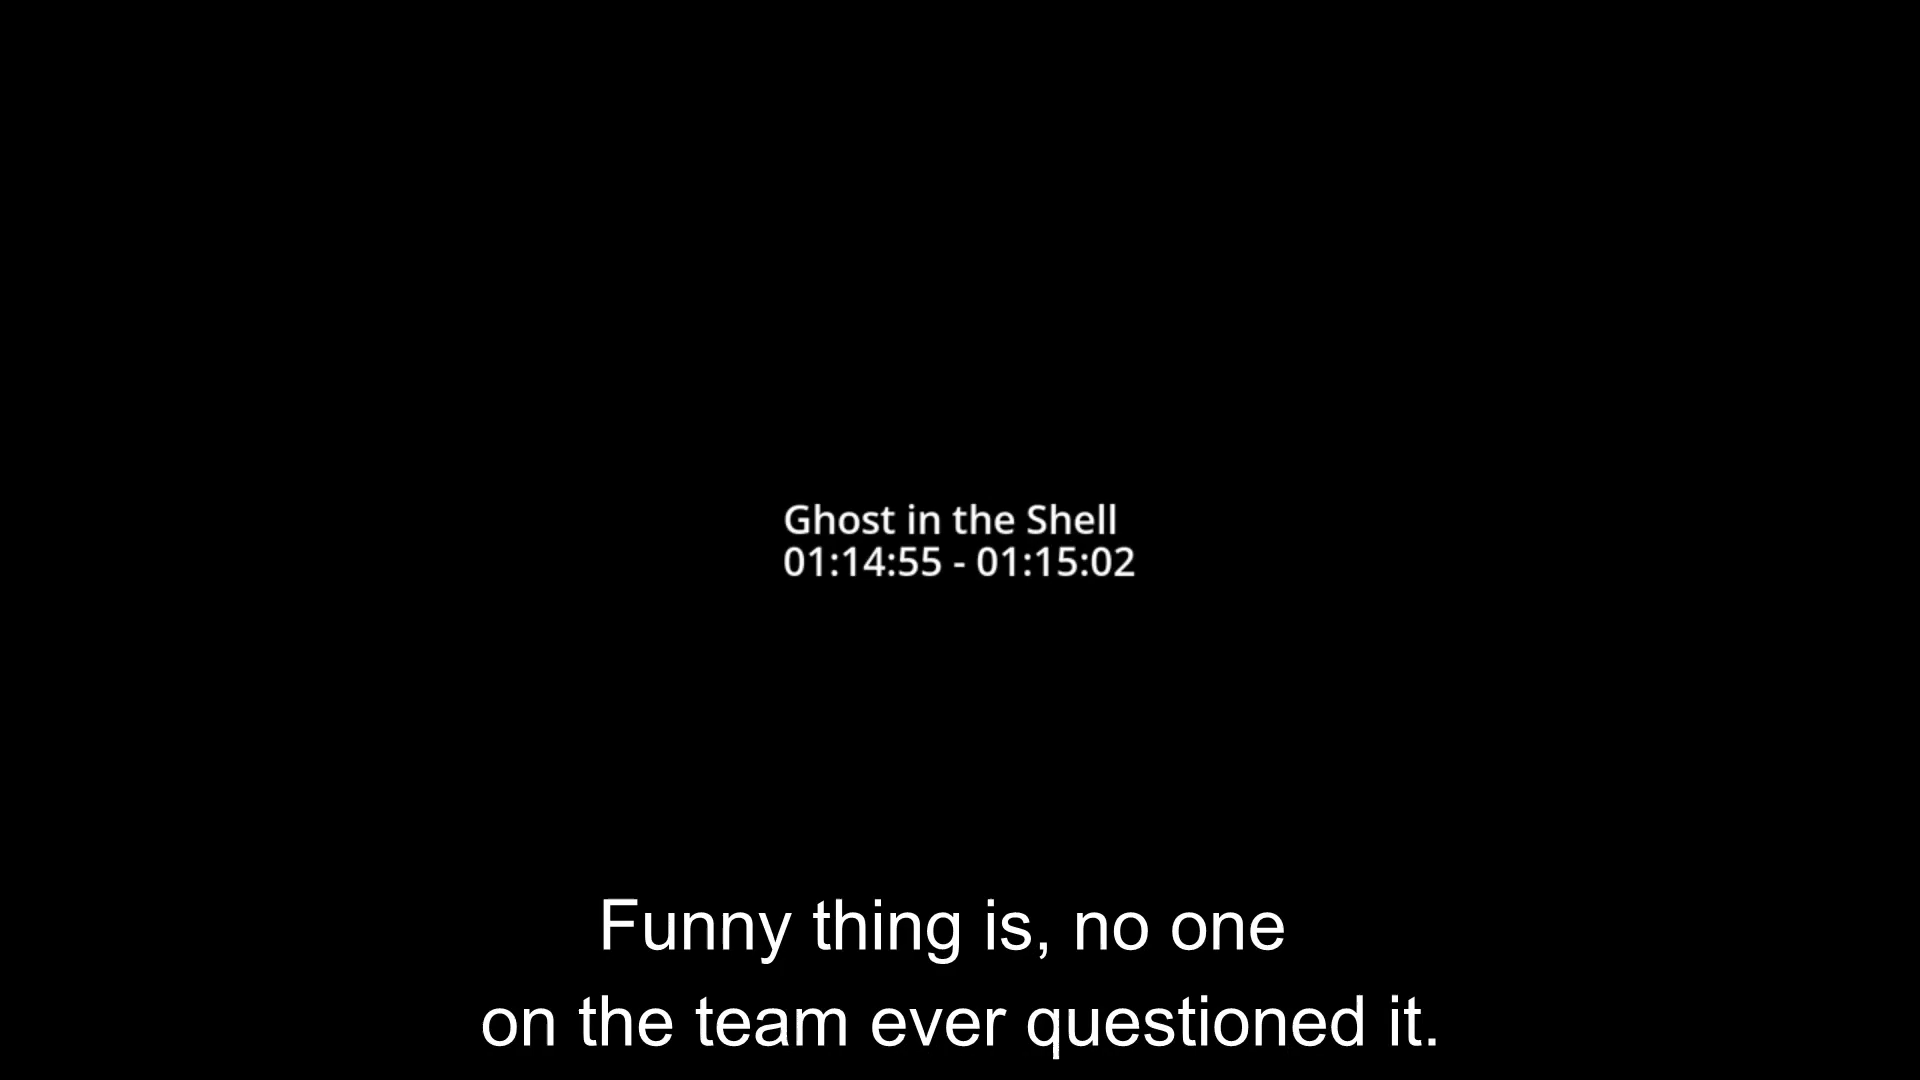 Ghost in the Shell
01:14:55 - 01:15:02
Funny thing is, no one
on the team ever questioned it.